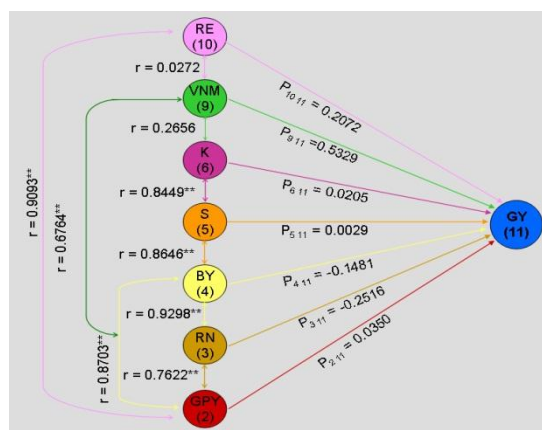 RE
(10)
r = 0.0272
VNM
(9)
r = 0.2656
K
(6)
r = 0.8449**
S
(5)
r = 0.8646**
BY
(4)
r = 0.9298**
RN
(3)
r = 0.7622**
GPY
(2)
r = 0.9093**
r = 0.6764**
r = 0.8703**
P10 11 = 0.2072
P9 11 =0.5329
P6 11 = 0.0205
P5 11 = 0.0029
P4 11 = -0.1481
P3 11 = -0.2516
P2 11 = 0.0350
GY
(11)